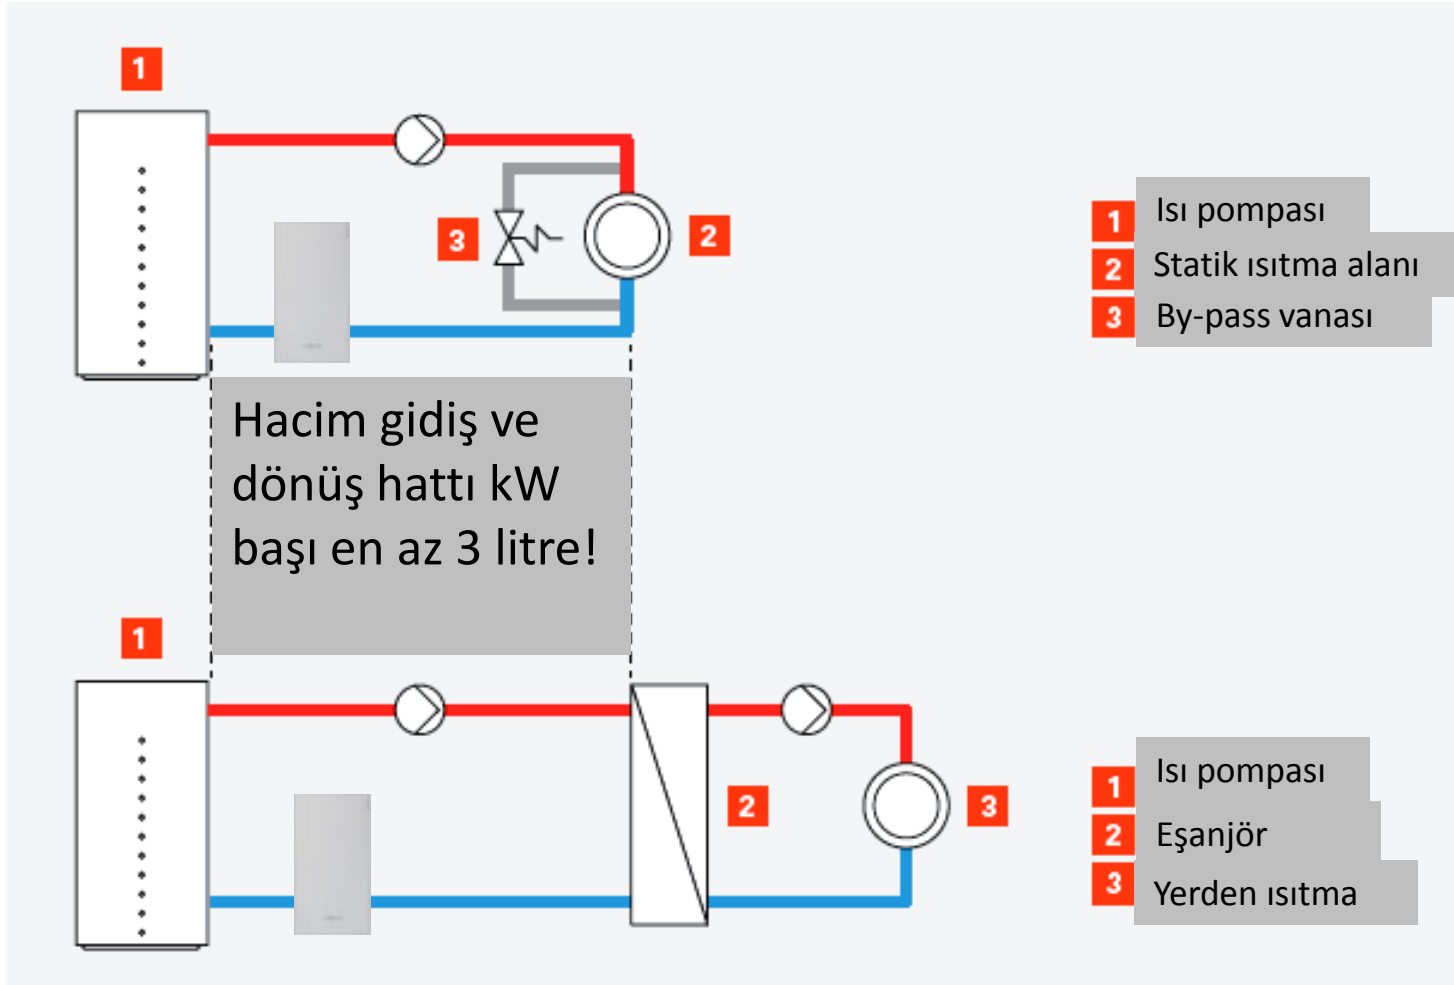 1
3
2
1 Isı pompası
2 Statik ısıtma alanı
3 By-pass vanası
Hacim gidiş ve
dönüş hattı kW
başı en az 3 litre!
1
2
3
1 Isı pompası
2 Eşanjör
3 Yerden ısıtma